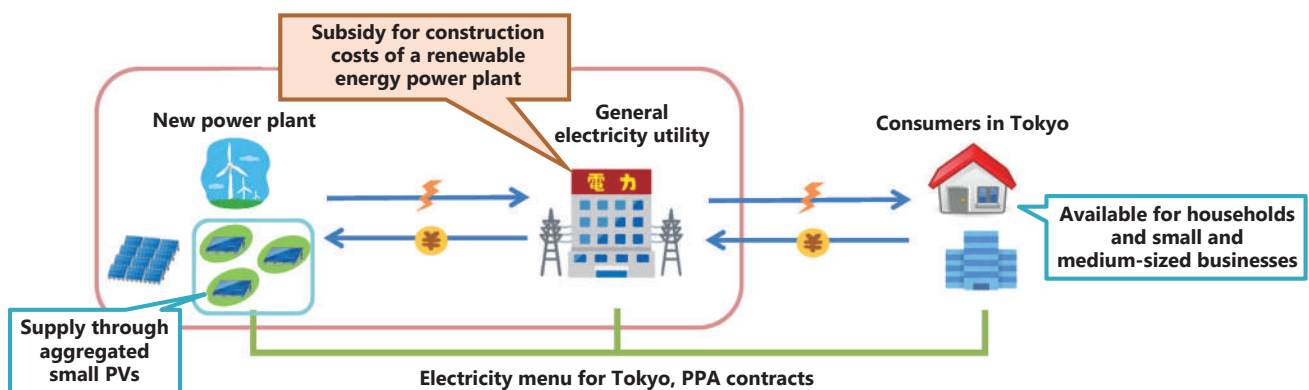 Subsidy for construction
costs of a renewable
energy power plant
New power plant
General
electricity utility
Consumers in Tokyo
電力
¥
¥
Available for households
and small and
medium-sized businesses
Supply through
aggregated
small PVs
Electricity menu for Tokyo, PPA contracts